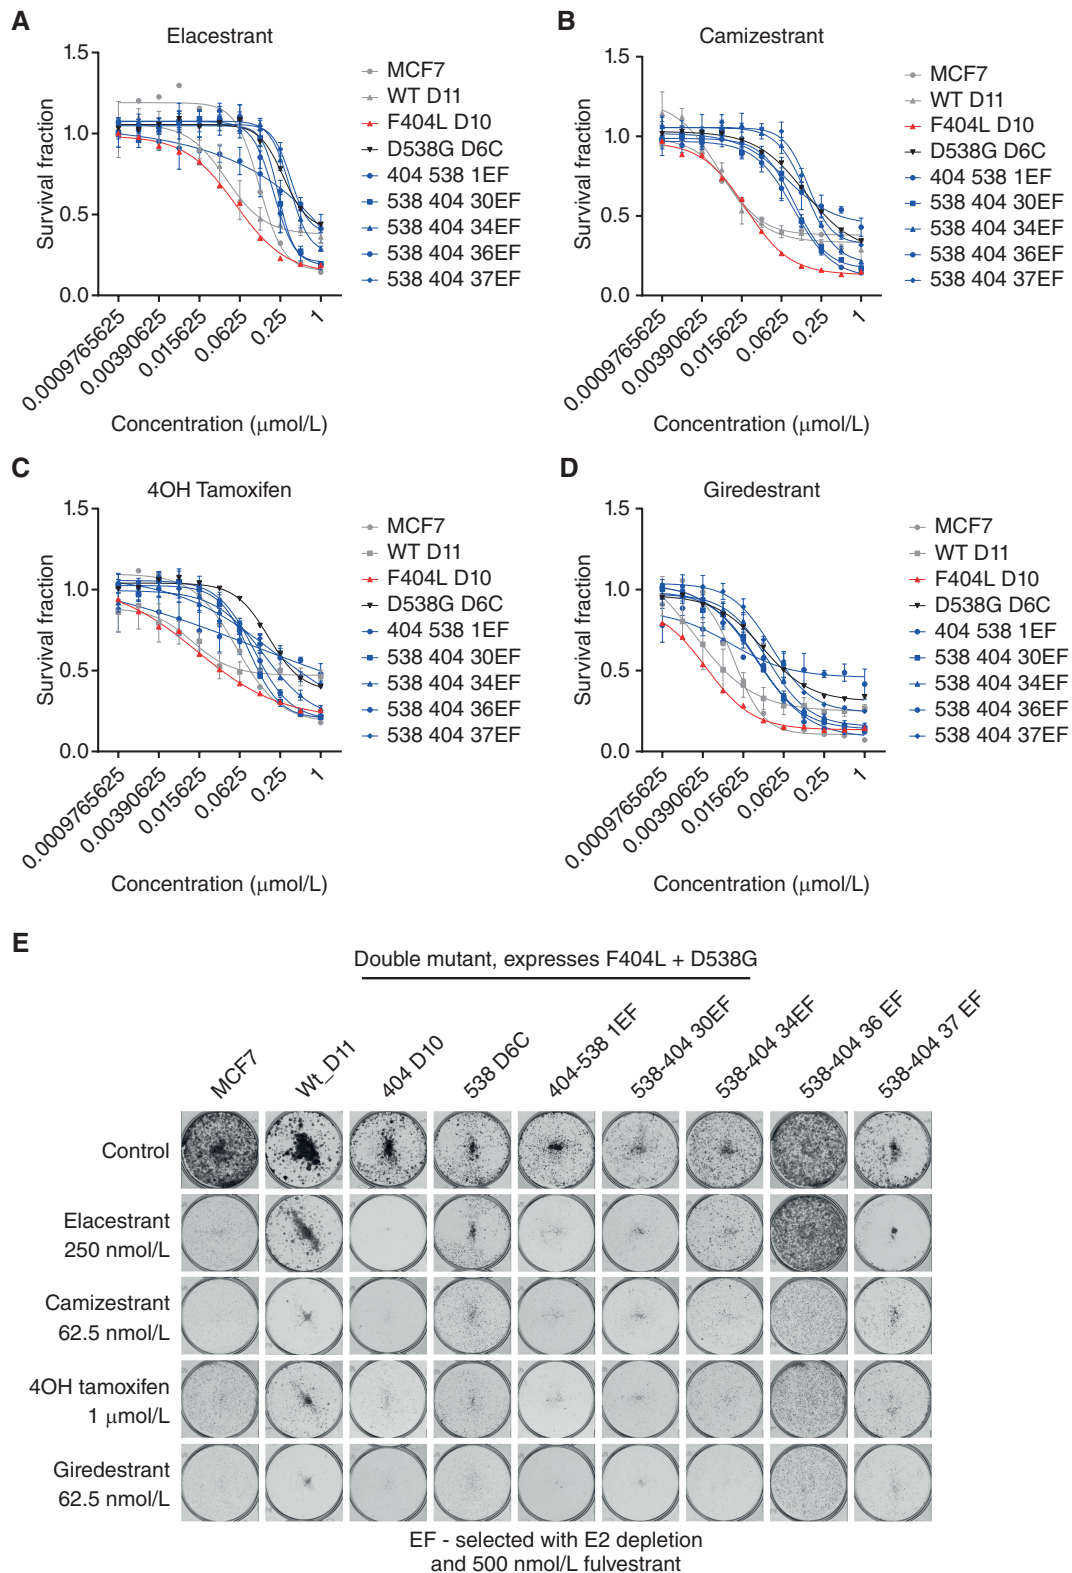 A
Elacestrant
1.5
1.0
0.5
0.0
Survival fraction
0.0009765625
0.00390625
0.015625
0.0625
0.25
1
Concentration (μmol/L)
MCF7
WT D11
F404L D10
D538G D6C
404 538 1EF
538 404 30EF
538 404 34EF
538 404 36EF
538 404 37EF
B
Camizestrant
1.5
1.0
0.5
0.0
Survival fraction
0.0009765625
0.00390625
0.015625
0.0625
0.25
1
Concentration (μmol/L)
MCF7
WT D11
F404L D10
D538G D6C
404 538 1EF
538 404 30EF
538 404 34EF
538 404 36EF
538 404 37EF
C
4OH Tamoxifen
1.5
1.0
0.5
0.0
Survival fraction
0.0009765625
0.00390625
0.015625
0.0625
0.25
1
Concentration (μmol/L)
MCF7
WT D11
F404L D10
D538G D6C
404 538 1EF
538 404 30EF
538 404 34EF
538 404 36EF
538 404 37EF
D
Giredestrant
1.5
1.0
0.5
0.0
Survival fraction
0.0009765625
0.00390625
0.015625
0.0625
0.25
1
Concentration (μmol/L)
MCF7
WT D11
F404L D10
D538G D6C
404 538 1EF
538 404 30EF
538 404 34EF
538 404 36EF
538 404 37EF
E
Double mutant, expresses F404L + D538G
MCF7
Wt_D11
404 D10
538 D6C
404-538 1EF
538-404 30EF
538-404 34EF
538-404 36 EF
538-404 37 EF
Control
Elacestrant
250 nmol/L
Camizestrant
62.5 nmol/L
4OH tamoxifen
1 μmol/L
Giredestrant
62.5 nmol/L
EF - selected with E2 depletion
and 500 nmol/L fulvestrant